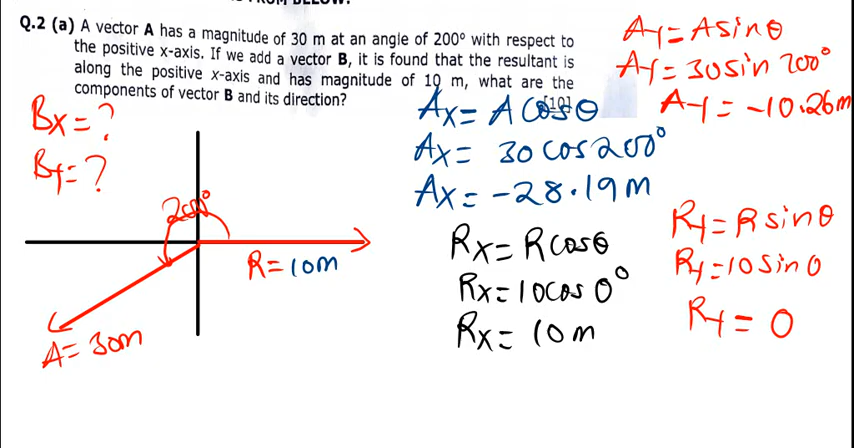 Q.2 (a) A vector A has a magnitude of 30 m at an angle of 200° with respect to
the positive x-axis. If we add a vector B, it is found that the resultant is
along the positive x-axis and has magnitude of 10 m, what are the
components of vector B and its direction?
[10]
Bx = ?
By = ?
200°
R = 10m
A = 30m
Ax = A cosθ
Ax = 30 cos 200°
Ax = -28.19 m
Rx = R cosθ
Rx = 10 cos 0°
Rx = 10 m
Ay = A sin θ
Ay = 30 sin 200°
Ay = -10.26 m
Ry = R sin θ
Ry = 10 sin 0
Ry = 0